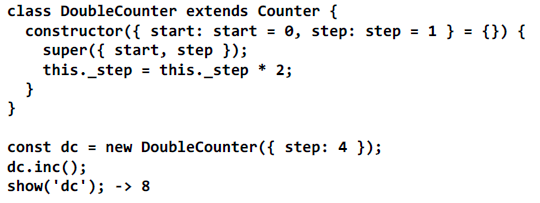 class DoubleCounter extends Counter {
  constructor({ start: start = 0, step: step = 1 } = {}) {
    super({ start, step });
    this._step = this._step * 2;
  }
}

const dc = new DoubleCounter({ step: 4 });
dc.inc();
show('dc'); -> 8